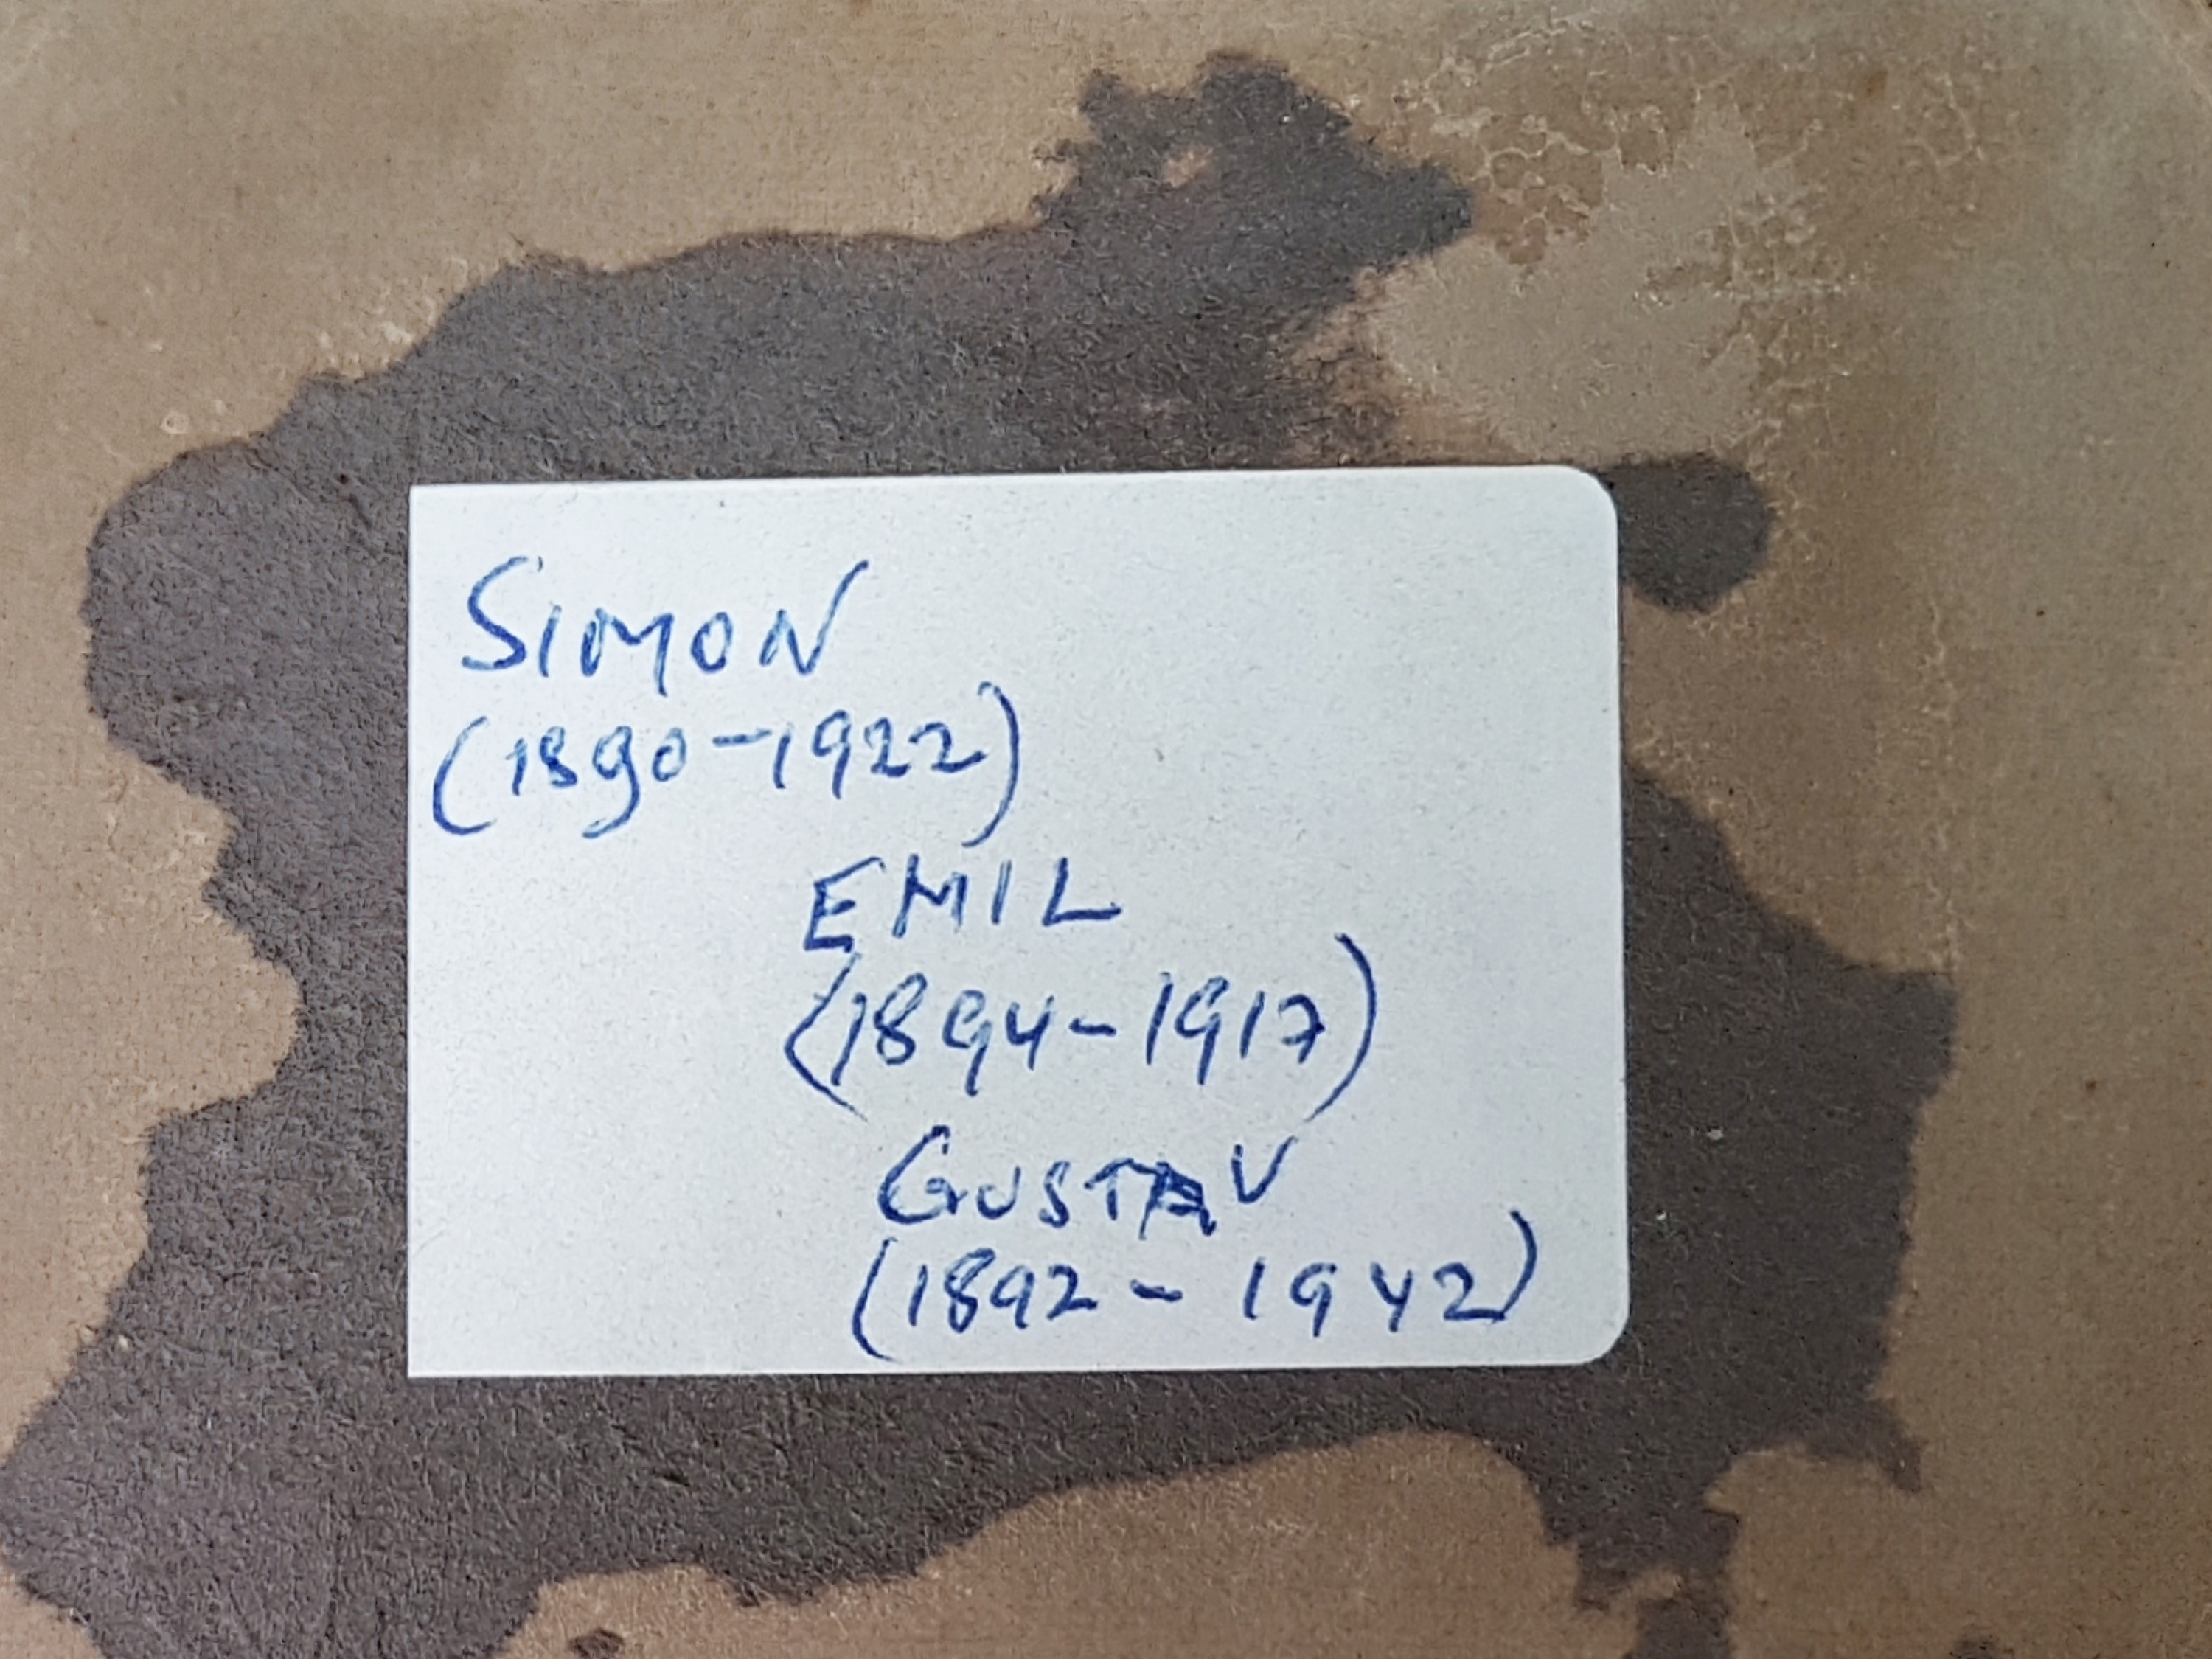 SIMON
(1890-1922)
EMIL
(1894-1917)
GUSTAV
(1892-1942)